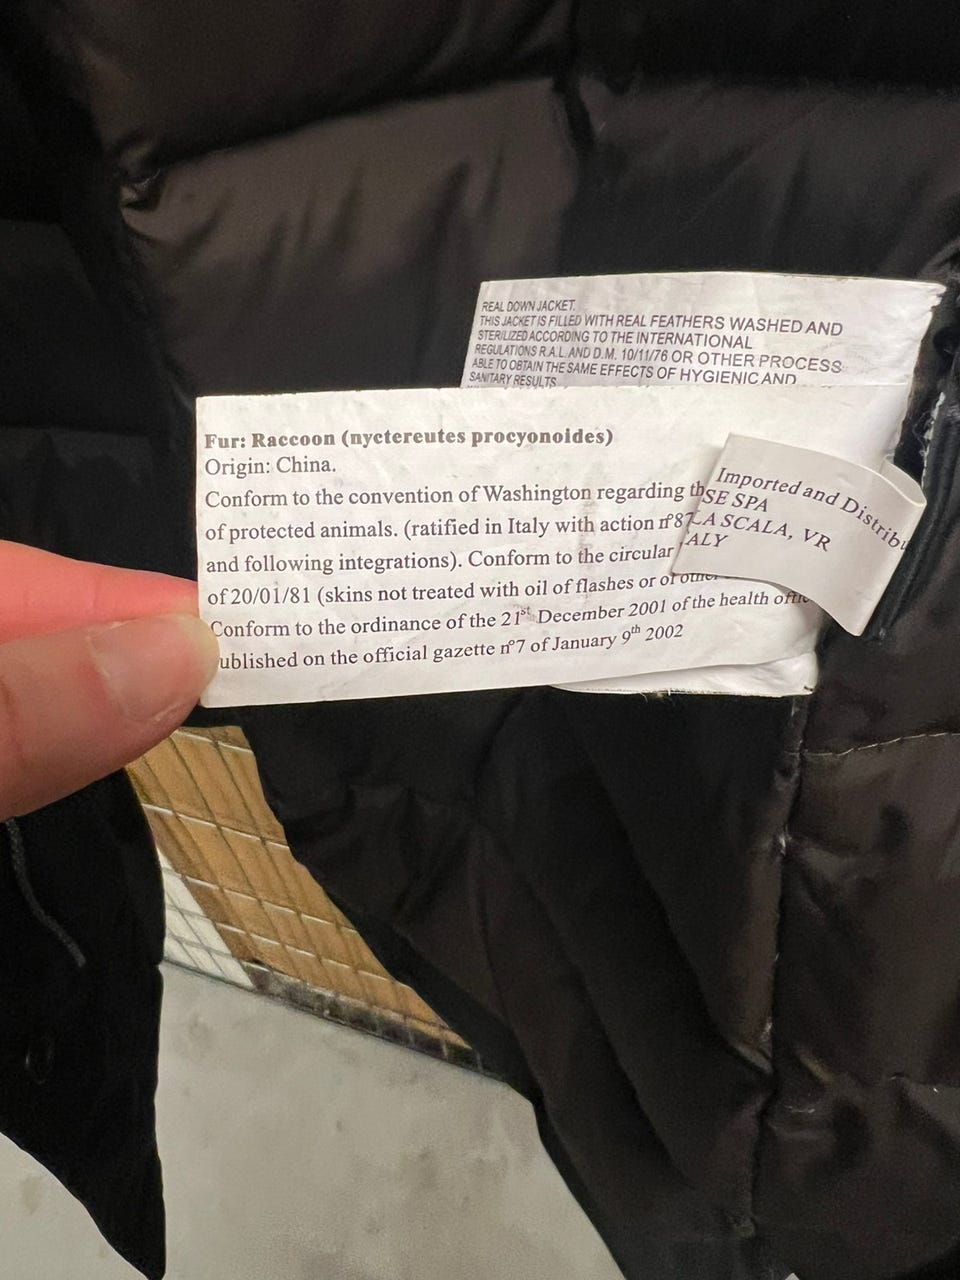 REAL DOWN JACKET.
THIS JACKET IS FILLED WITH REAL FEATHERS WASHED AND
STERILIZED ACCORDING TO THE INTERNATIONAL
REGULATIONS R.A.L. AND D.M. 10/11/76 OR OTHER PROCESS
ABLE TO OBTAIN THE SAME EFFECTS OF HYGIENIC AND
SANITARY RESULTS
Fur: Raccoon (nyctereutes procyonoides)
Origin: China.
Conform to the convention of Washington regarding
of protected animals. (ratified in Italy with action n°
and following integrations). Conform to the circular
of 20/01/81 (skins not treated with oil of flashes or of
Conform to the ordinance of the 21st December 2001 of the health
ublished on the official gazette n°7 of January 9th 2002
Imported and
SE SPA
LA SCALA, VR
ALY